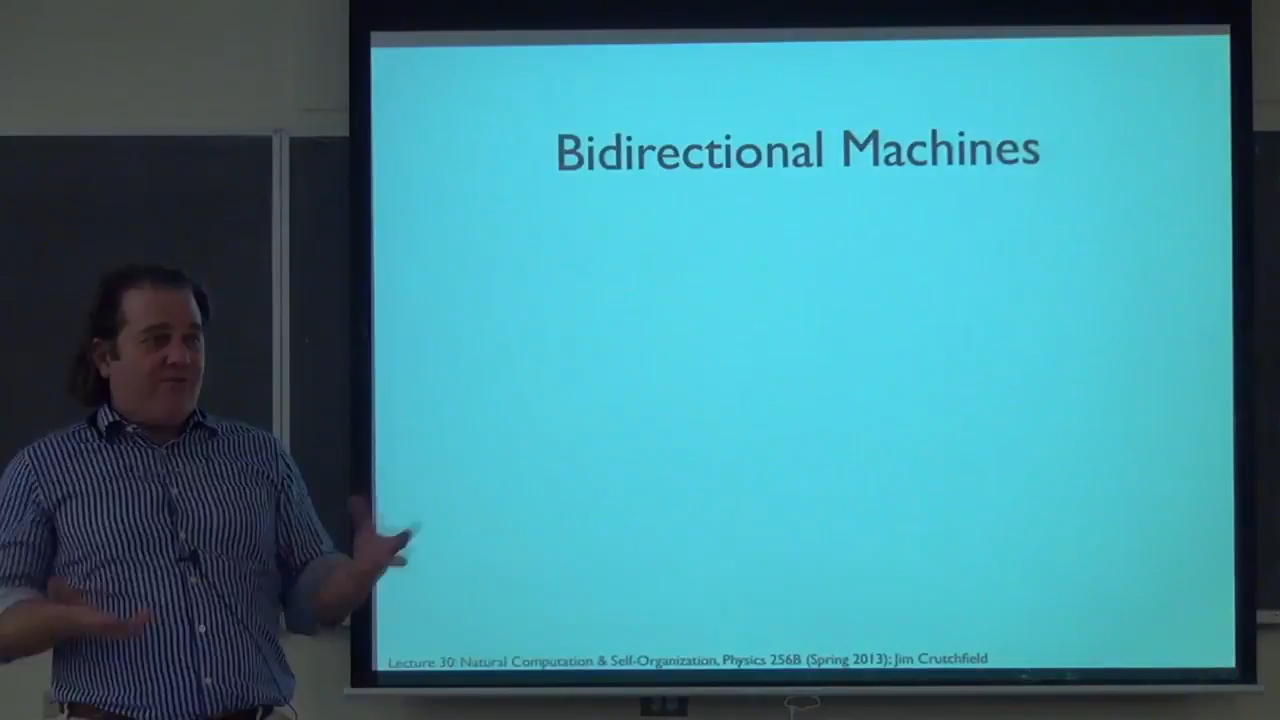 Bidirectional Machines
Lecture 30: Natural Computation & Self-Organization, Physics 256B (Spring 2013); Jim Crutchfield